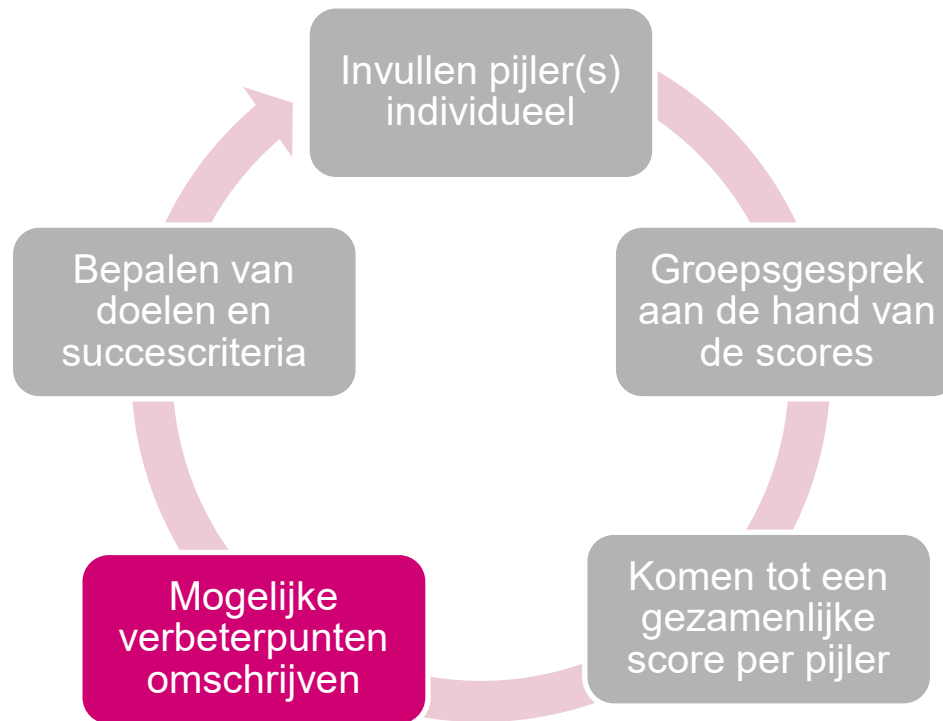 Invullen pijler(s)
individueel
Groepsgesprek
aan de hand van
de scores
Komen tot een
gezamenlijke
score per pijler
Mogelijke
verbeterpunten
omschrijven
Bepalen van
doelen en
succescriteria